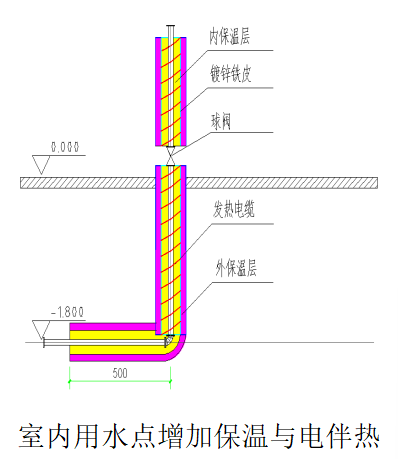 内保温层
镀锌铁皮
球阀
0.000
发热电缆
外保温层
-1.800
500
室内用水点增加保温与电伴热